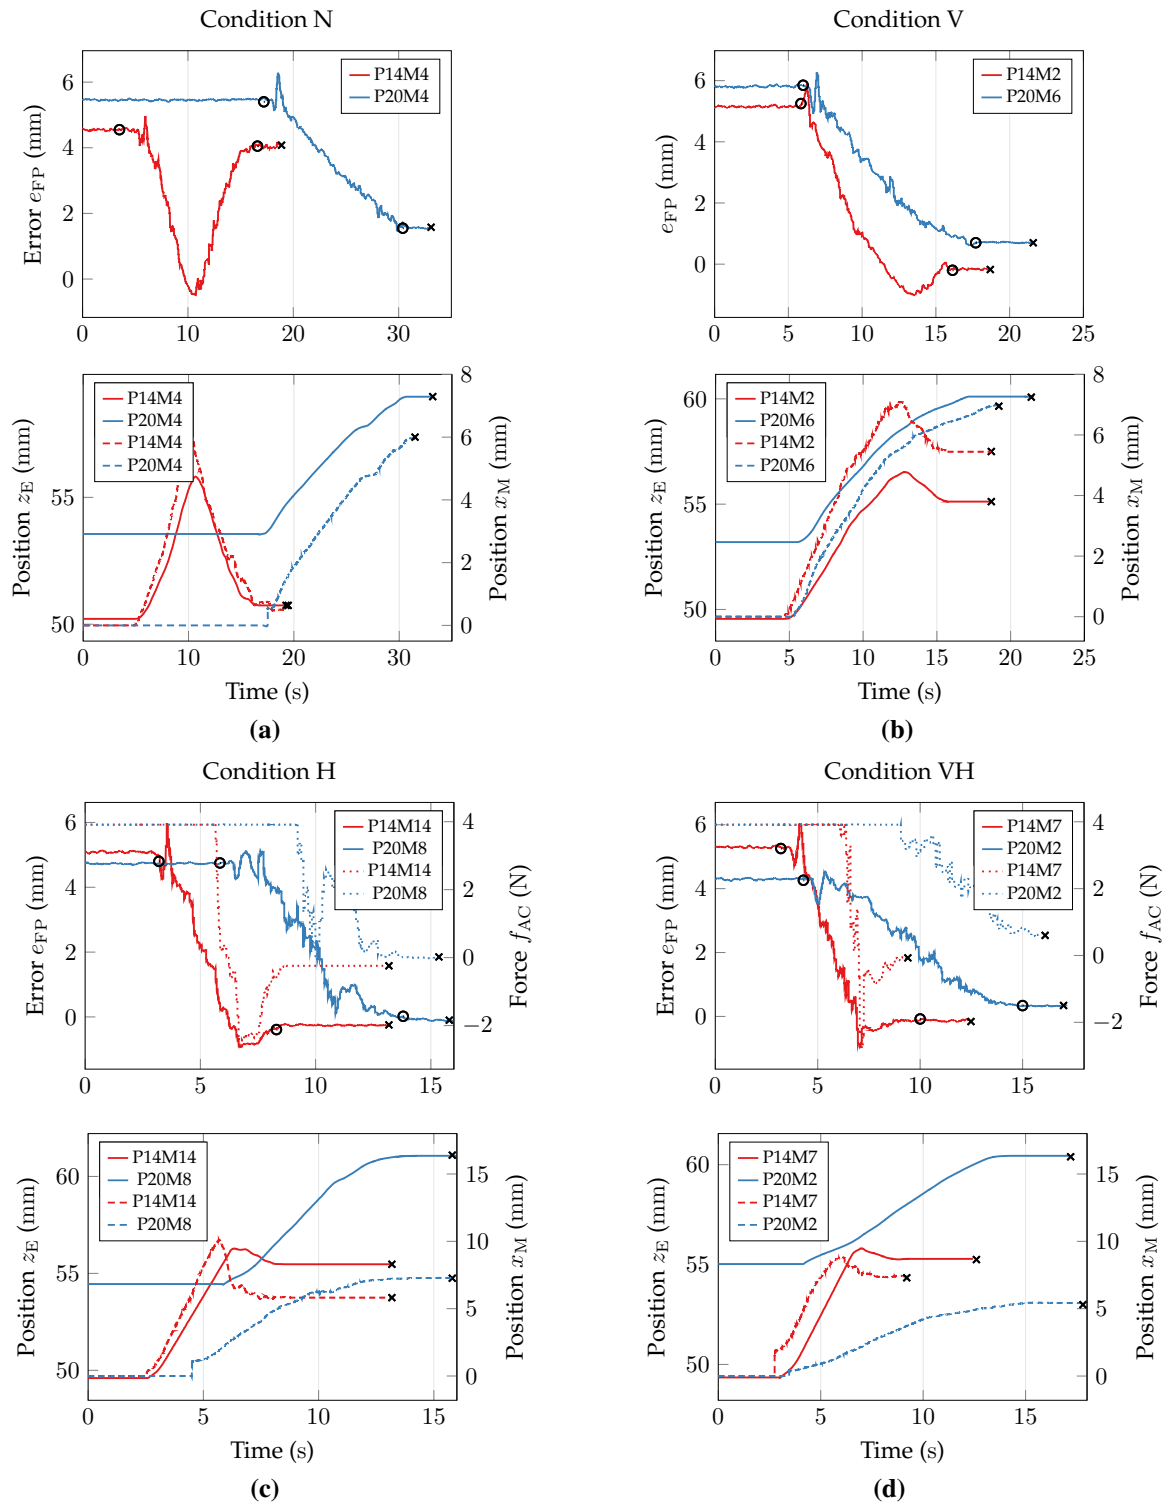 Condition N
Error e_FP (mm)
6
4
2
0
P14M4
P20M4
0 10 20 30
Position z_E (mm)
55
50
P14M4
P20M4
P14M4
P20M4
8
6
4
2
0
Position x_M (mm)
0 10 20 30
Time (s)
(a)
Condition V
e_FP (mm)
6
4
2
0
P14M2
P20M6
0 5 10 15 20 25
Position z_E (mm)
60
55
50
P14M2
P20M6
P14M2
P20M6
8
6
4
2
0
Position x_M (mm)
0 5 10 15 20 25
Time (s)
(b)
Condition H
Error e_FP (mm)
6
4
2
0
P14M14
P20M8
P14M14
P20M8
4
2
0
−2
Force f_AC (N)
0 5 10 15
Position z_E (mm)
60
55
50
P14M14
P20M8
P14M14
P20M8
15
10
5
0
Position x_M (mm)
0 5 10 15
Time (s)
(c)
Condition VH
Error e_FP (mm)
6
4
2
0
P14M7
P20M2
P14M7
P20M2
4
2
0
−2
Force f_AC (N)
0 5 10 15
Position z_E (mm)
60
55
50
P14M7
P20M2
P14M7
P20M2
15
10
5
0
Position x_M (mm)
0 5 10 15
Time (s)
(d)